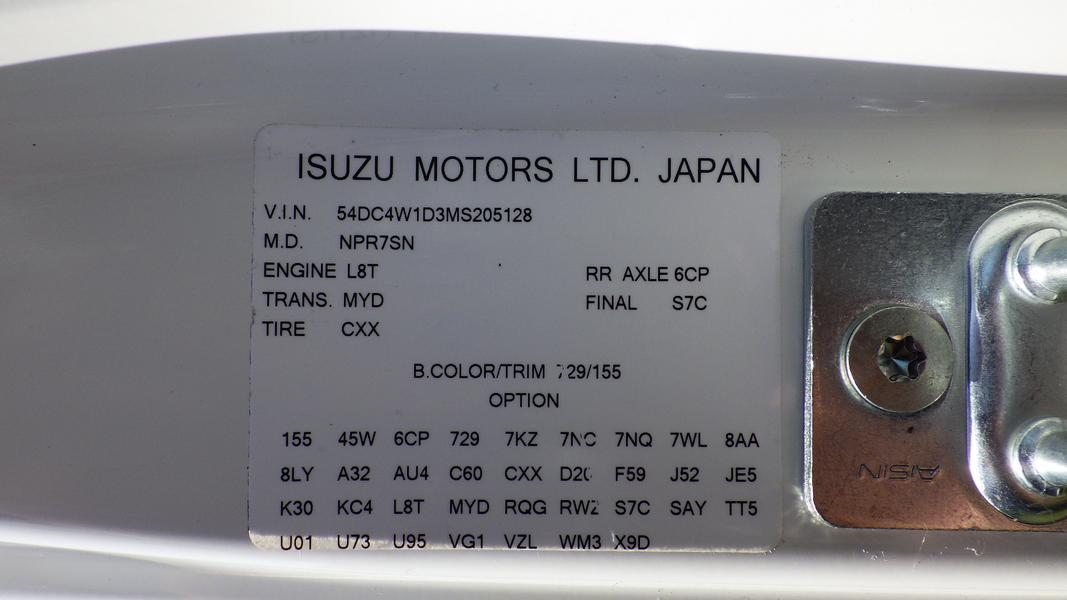 ISUZU MOTORS LTD. JAPAN
V.I.N. 54DC4W1D3MS205128
M.D. NPR7SN
ENGINE L8T RR AXLE 6CP
TRANS. MYD FINAL S7C
TIRE CXX
B.COLOR/TRIM 729/155
OPTION
155 45W 6CP 729 7KZ 7NQ 7WL 8AA
8LY A32 AU4 C60 CXX F59 J52 JE5
K30 KC4 L8T MYD RQG RWZ S7C SAY TT5
U01 U73 U95 VG1 VZL WM3 X9D
AISIN